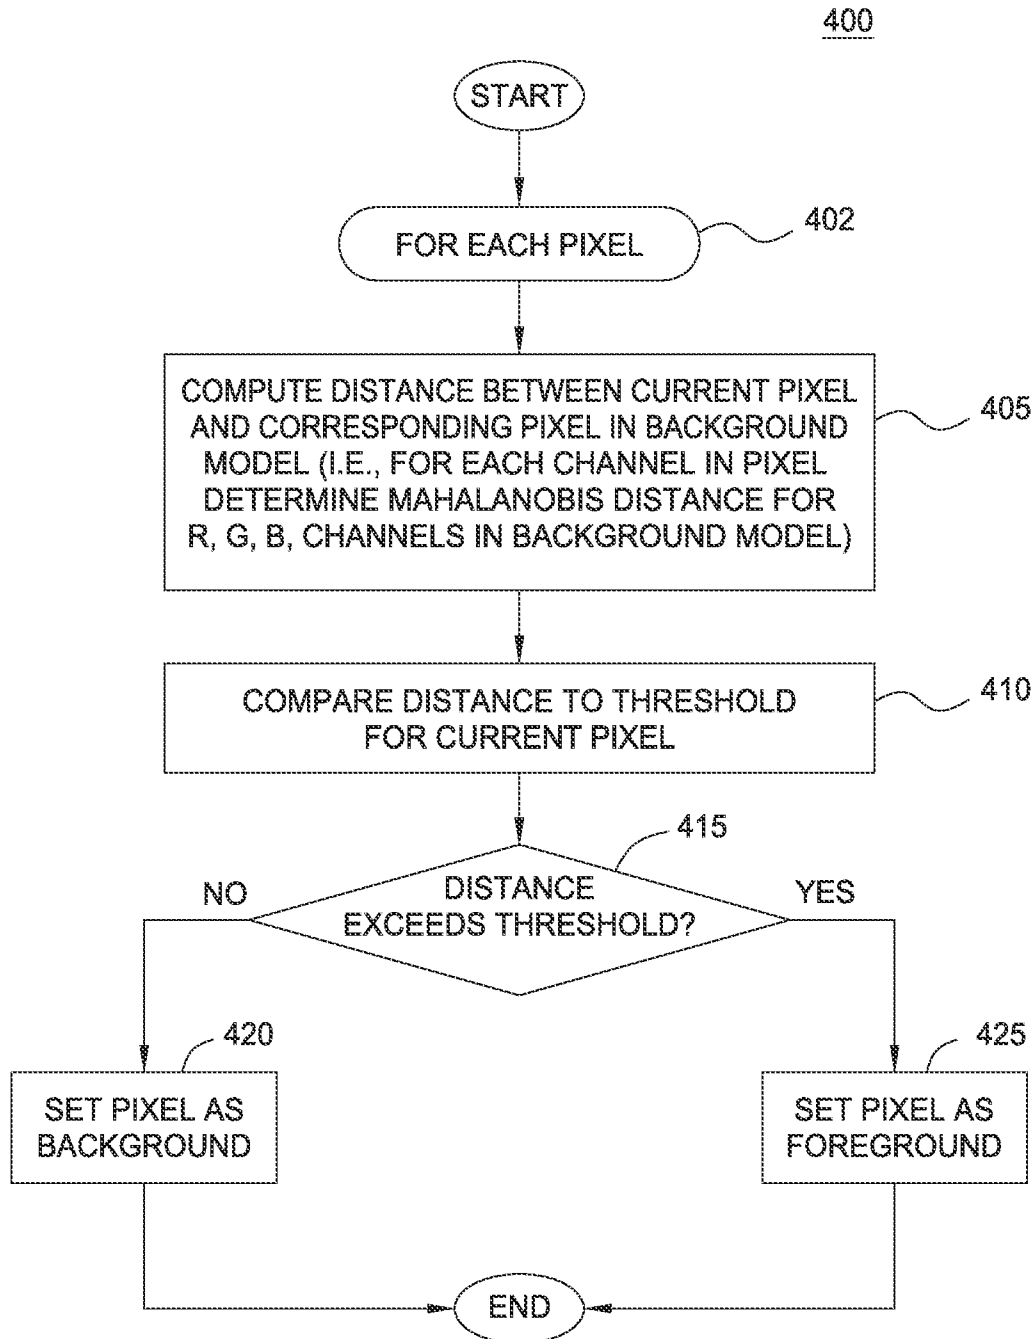 400
START
FOR EACH PIXEL
402
COMPUTE DISTANCE BETWEEN CURRENT PIXEL
AND CORRESPONDING PIXEL IN BACKGROUND
MODEL (I.E., FOR EACH CHANNEL IN PIXEL
DETERMINE MAHALANOBIS DISTANCE FOR
R, G, B, CHANNELS IN BACKGROUND MODEL)
405
COMPARE DISTANCE TO THRESHOLD
FOR CURRENT PIXEL
410
415
DISTANCE
EXCEEDS THRESHOLD?
NO
YES
420
SET PIXEL AS
BACKGROUND
425
SET PIXEL AS
FOREGROUND
END